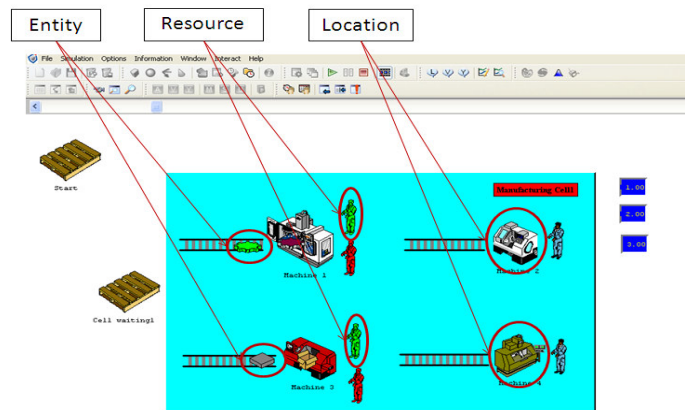 Entity
Resource
Location
File Simulation Options Information Window Interact Help
Start
Manufacturing Cell1
1.00
2.00
3.00
Machine 1
Machine 2
Cell waiting1
Machine 3
Machine 4